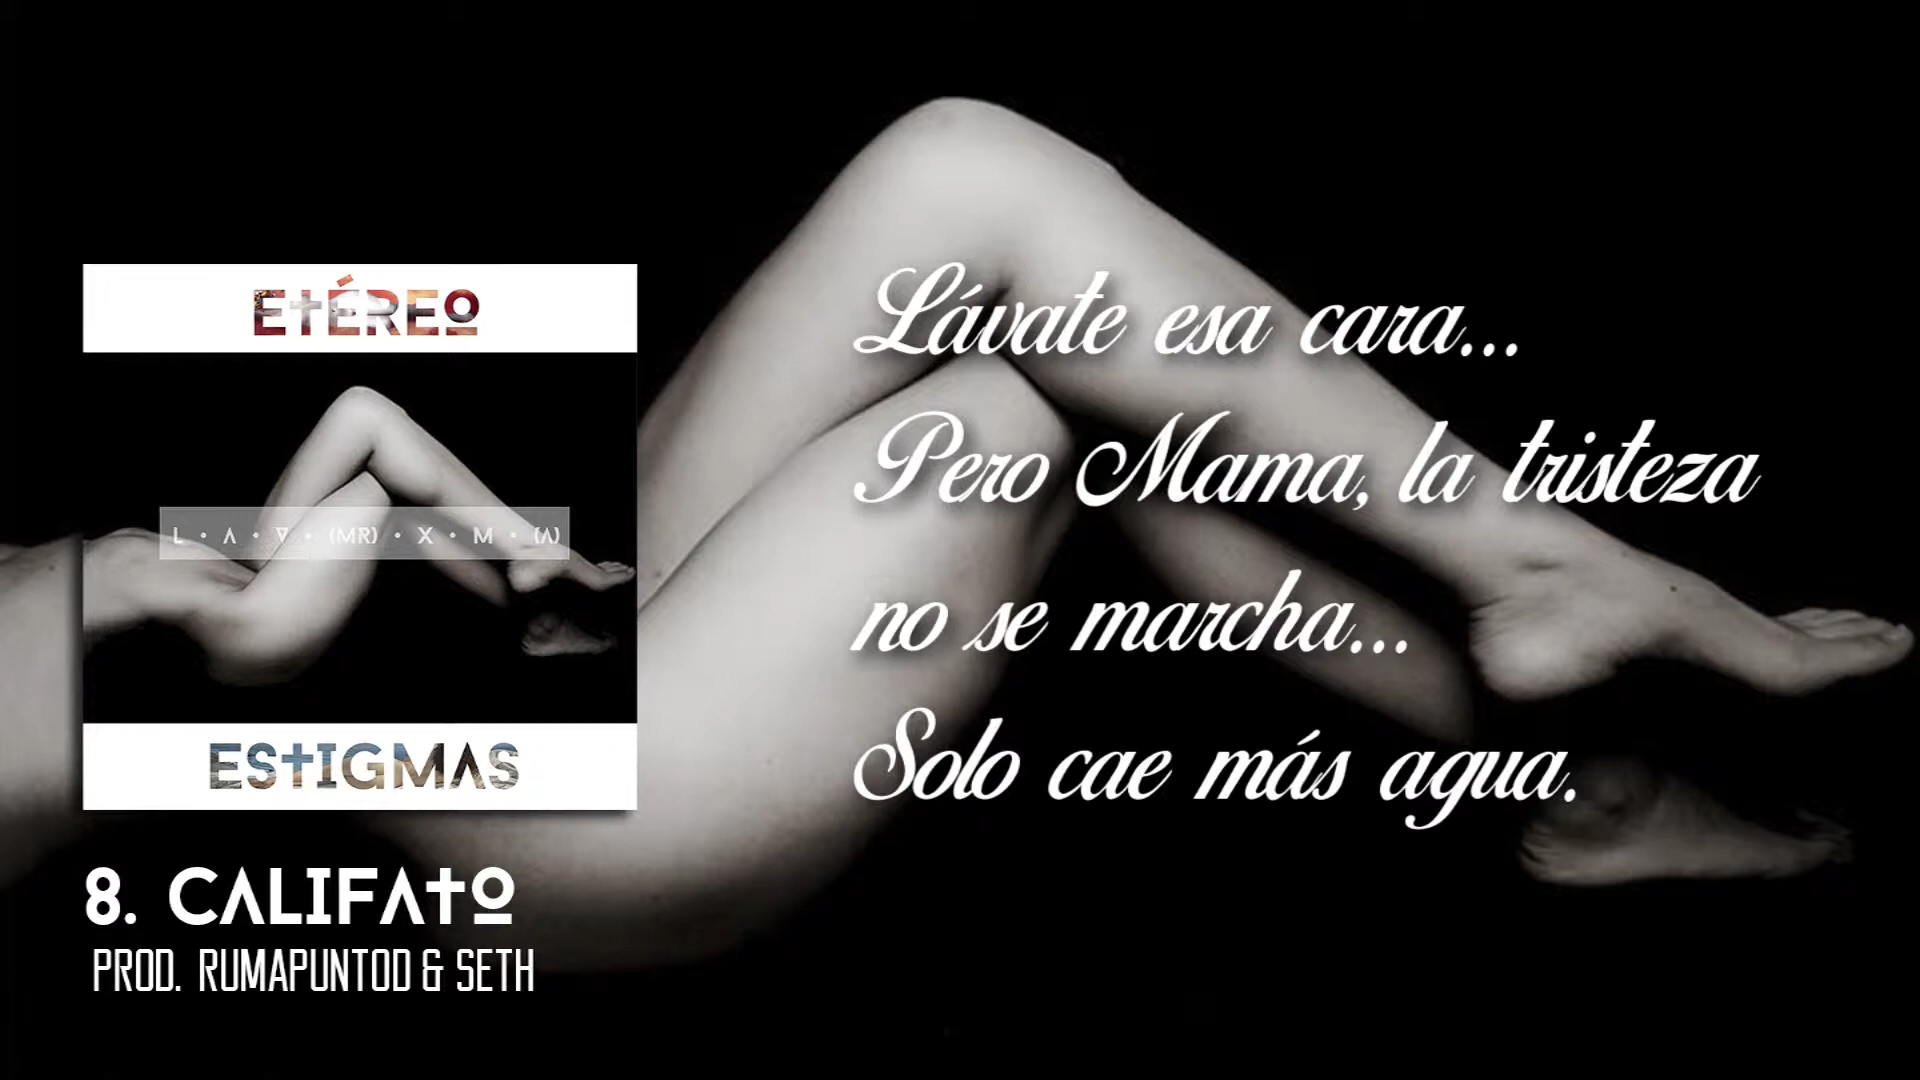 ETÉREO
L • A • V • (MR) • X • M • (A)
ESTIGMAS
8. CALIFATO
PROD. RUMAPUNTOD & SETH
Lávate esa cara...
Pero Mama, la tristeza
no se marcha...
Solo cae más agua.